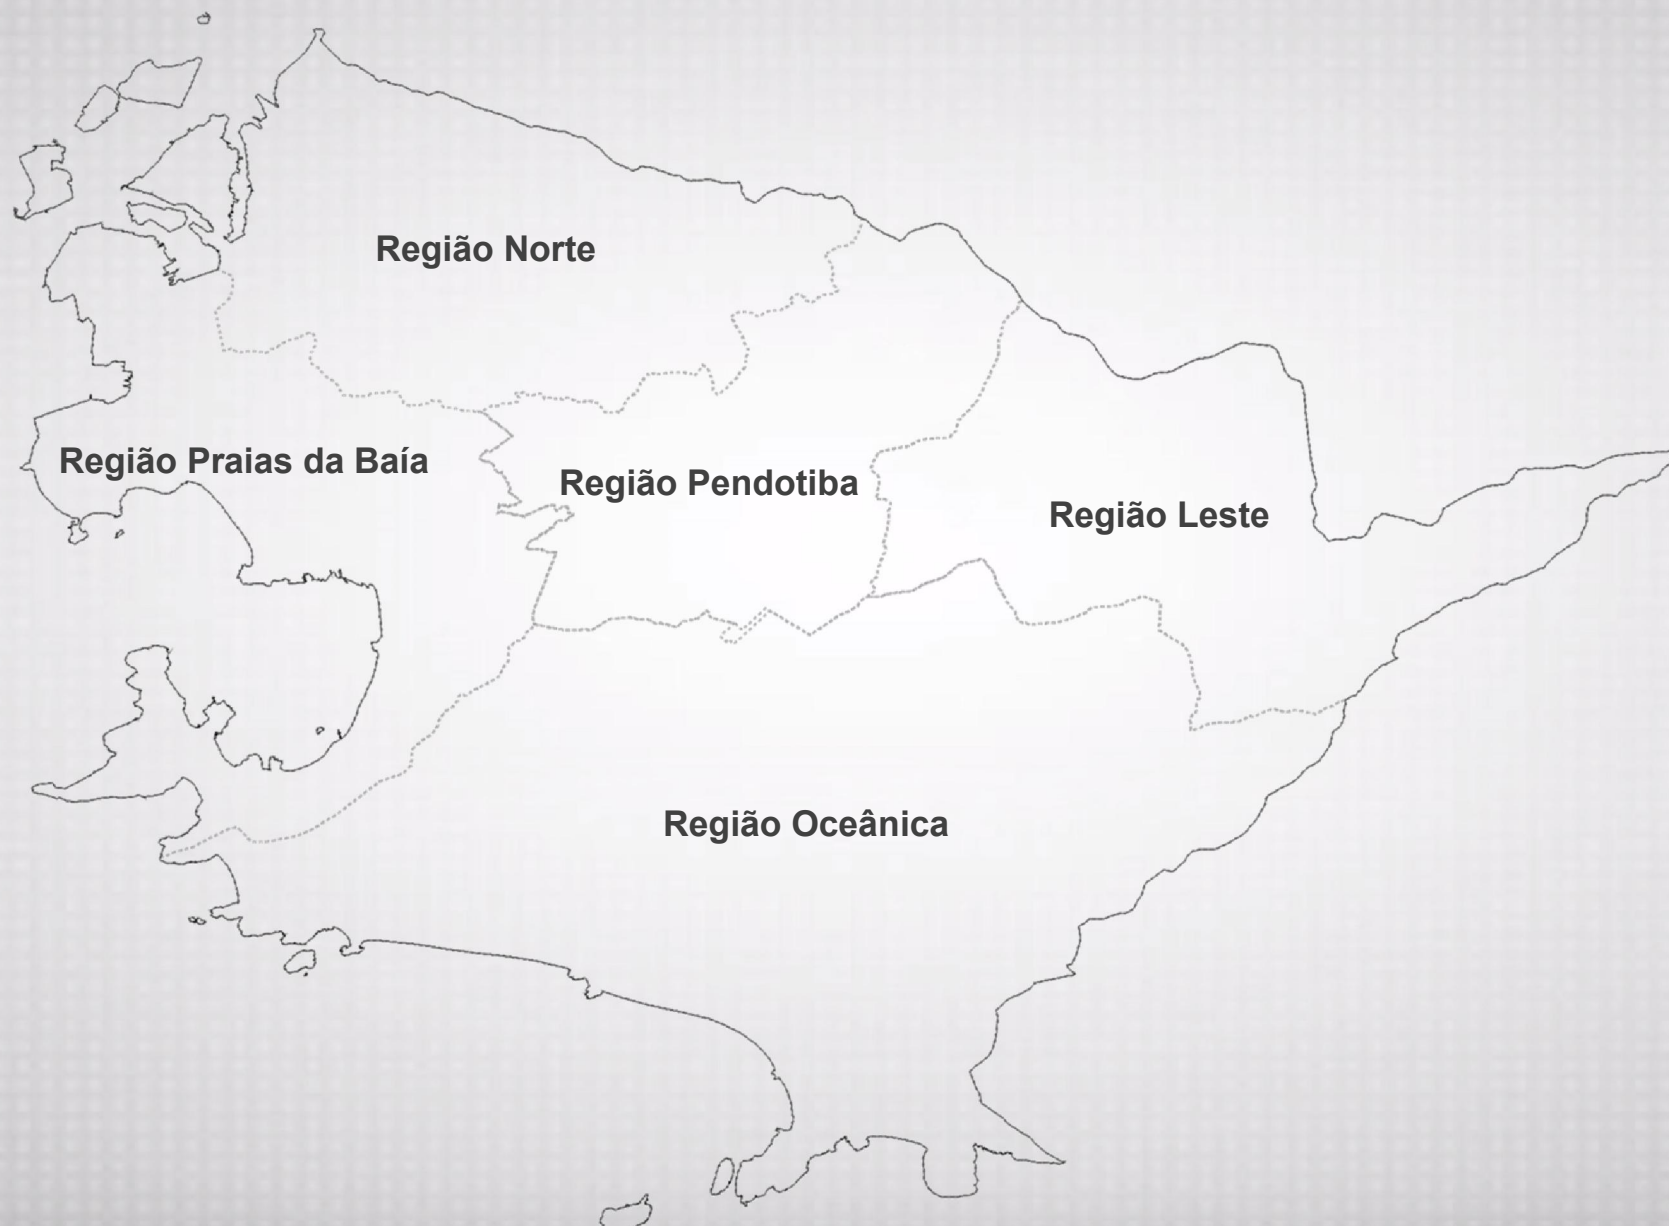 Região Norte
Região Praias da Baía
Região Pendotiba
Região Leste
Região Oceânica